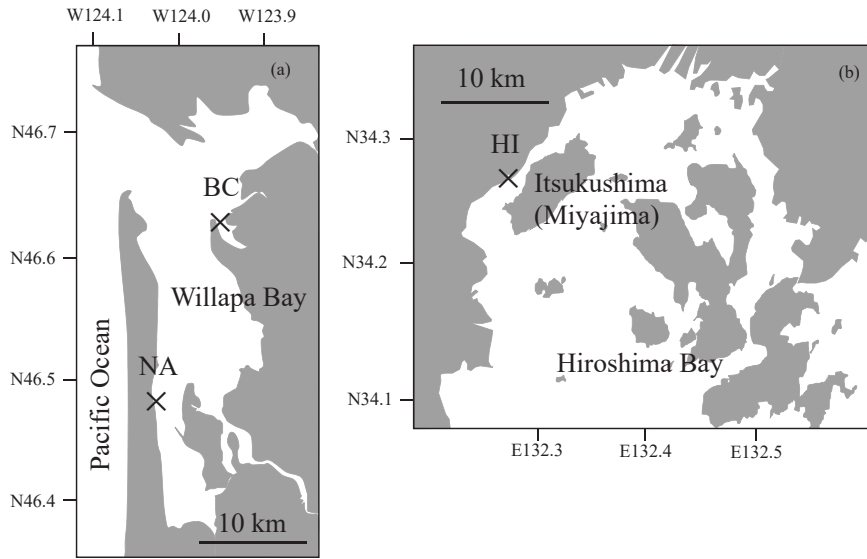 W124.1
W124.0
W123.9
(a)
N46.7
BC
N46.6
Willapa Bay
N46.5
NA
Pacific Ocean
N46.4
10 km
10 km
(b)
N34.3
HI
Itsukushima
(Miyajima)
N34.2
Hiroshima Bay
N34.1
E132.3
E132.4
E132.5